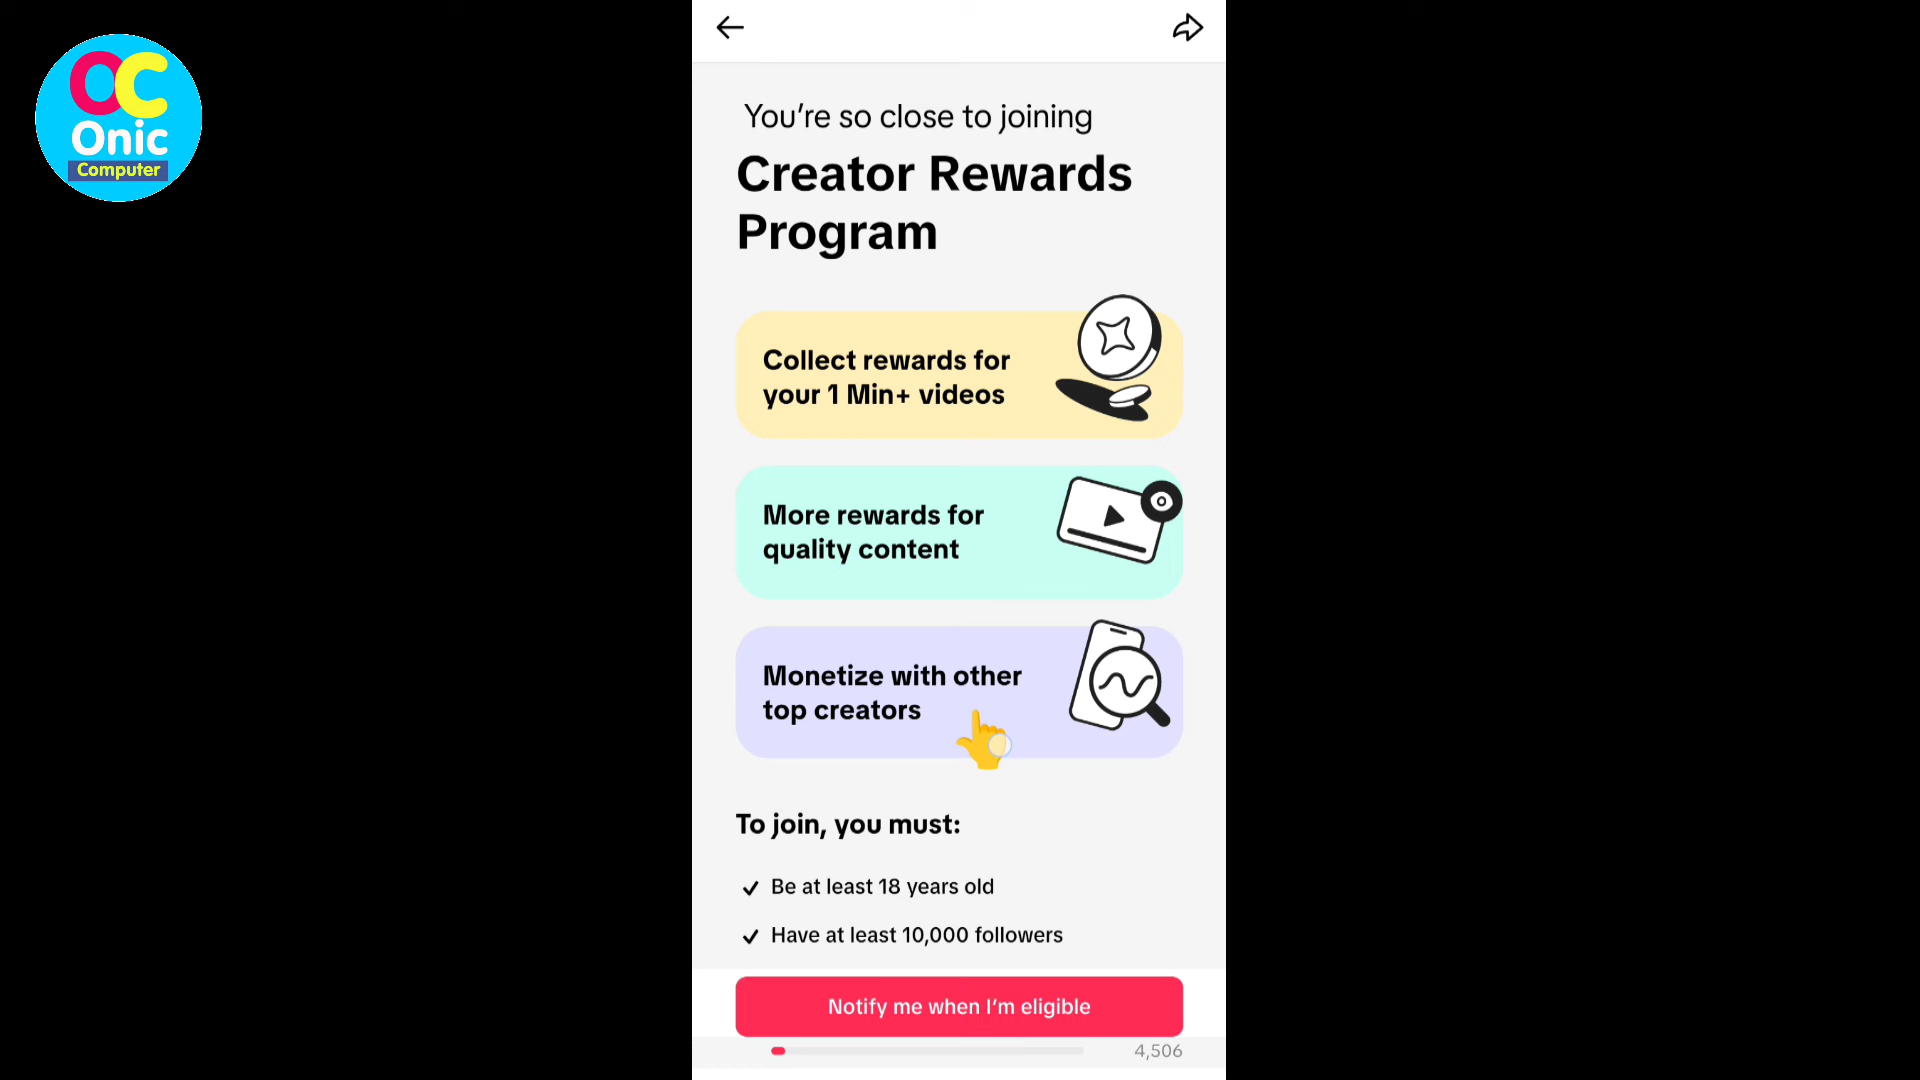 OC
Onic
Computer
You're so close to joining
Creator Rewards
Program
Collect rewards for
your 1 Min+ videos
More rewards for
quality content
Monetize with other
top creators
To join, you must:
Be at least 18 years old
Have at least 10,000 followers
Notify me when I'm eligible
4,506